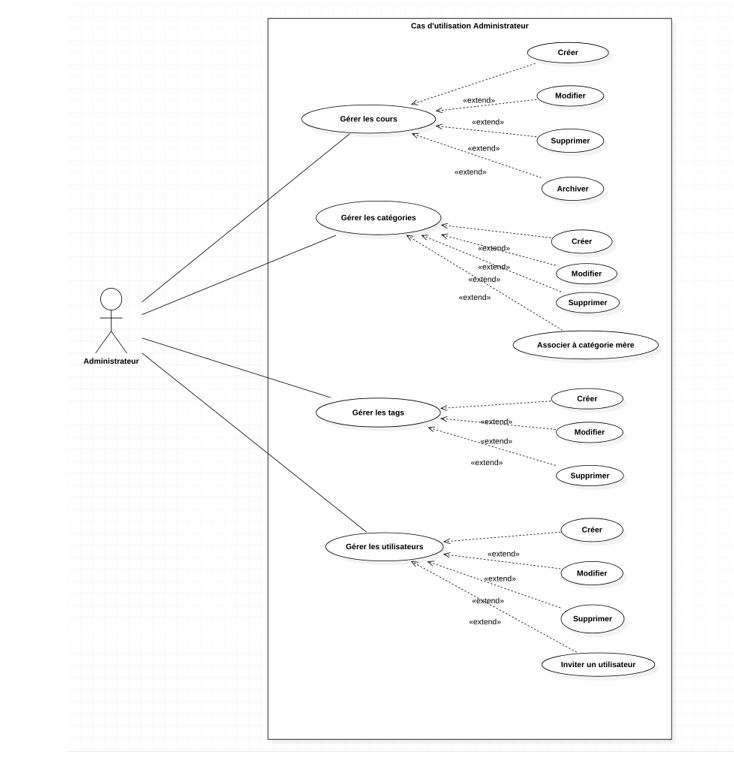 Cas d'utilisation Administrateur
Créer
«extend»
Modifier
Gérer les cours
«extend»
Supprimer
«extend»
«extend»
Archiver
Gérer les catégories
Créer
«extend»
«extend»
Modifier
«extend»
«extend»
Supprimer
Associer à catégorie mère
Administrateur
Créer
Gérer les tags
«extend»
Modifier
«extend»
«extend»
Supprimer
Créer
Gérer les utilisateurs
«extend»
Modifier
«extend»
«extend»
Supprimer
«extend»
Inviter un utilisateur